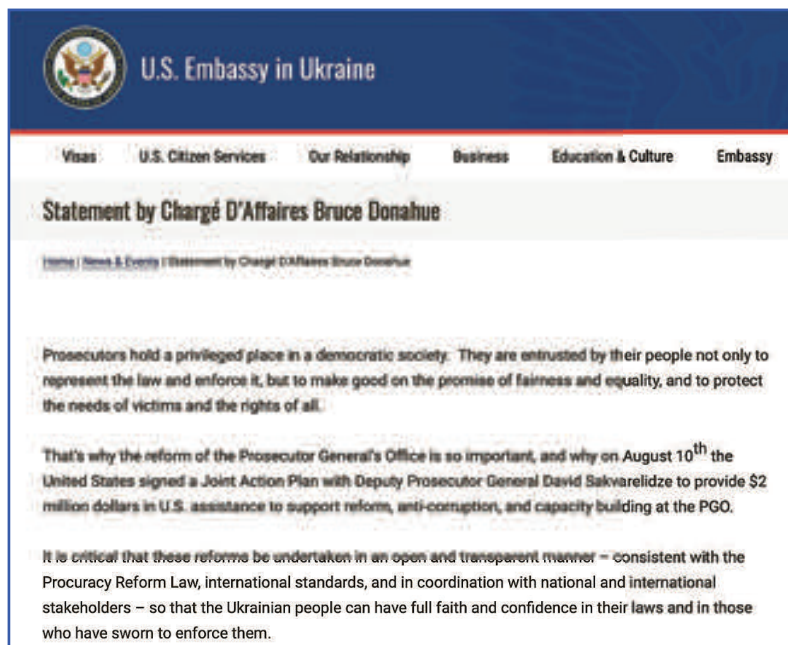 U.S. Embassy in Ukraine
Visas U.S. Citizen Services Our Relationship Business Education & Culture Embassy
Statement by Chargé D'Affaires Bruce Donahue
Home | News & Events | Statement by Chargé D'Affaires Bruce Donahue
Prosecutors hold a privileged place in a democratic society. They are entrusted by their people not only to
represent the law and enforce it, but to make good on the promise of fairness and equality, and to protect
the needs of victims and the rights of all.
That's why the reform of the Prosecutor General's Office is so important, and why on August 10th the
United States signed a Joint Action Plan with Deputy Prosecutor General David Sakvarelidze to provide $2
million dollars in U.S. assistance to support reform, anti-corruption, and capacity building at the PGO.
It is critical that these reforms be undertaken in an open and transparent manner – consistent with the
Procuracy Reform Law, international standards, and in coordination with national and international
stakeholders – so that the Ukrainian people can have full faith and confidence in their laws and in those
who have sworn to enforce them.